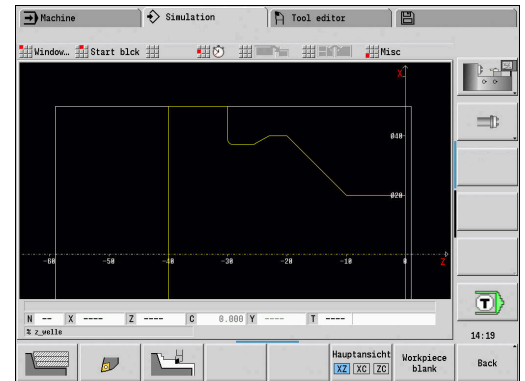 Machine Simulation Tool editor
Window... Start blck Misc
X
Ø40
Ø20
-60 -50 -40 -30 -20 -10 0 Z
N -- X ---- Z ---- C 0.000 Y ---- T ----
% z_welle
T
14:19
Hauptansicht
XZ XC ZC
Workpiece
blank
Back